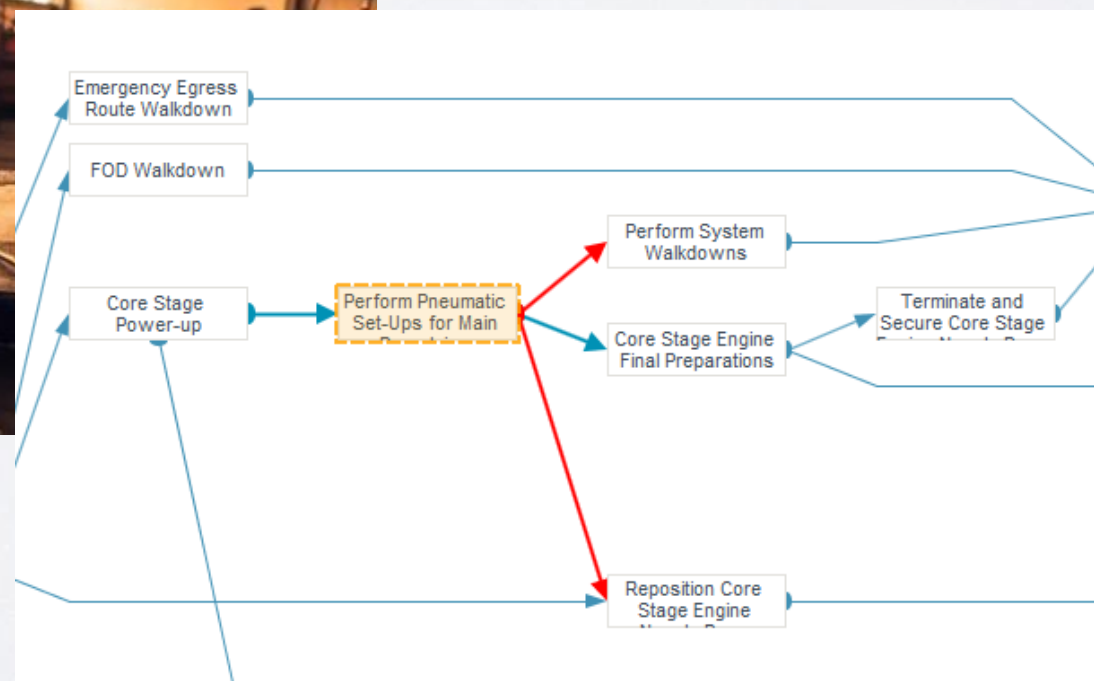 Emergency Egress
Route Walkdown
FOD Walkdown
Perform System
Walkdowns
Core Stage
Power-up
Perform Pneumatic
Set-Ups for Main
Core Stage Engine
Final Preparations
Terminate and
Secure Core Stage
Reposition Core
Stage Engine